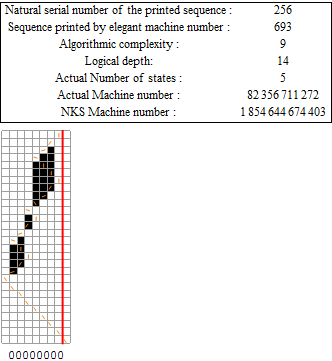 Natural serial number of the printed sequence : 256
Sequence printed by elegant machine number : 693
Algorithmic complexity : 9
Logical depth: 14
Actual Number of states : 5
Actual Machine number : 82 356 711 272
NKS Machine number : 1 854 644 674 403
00000000